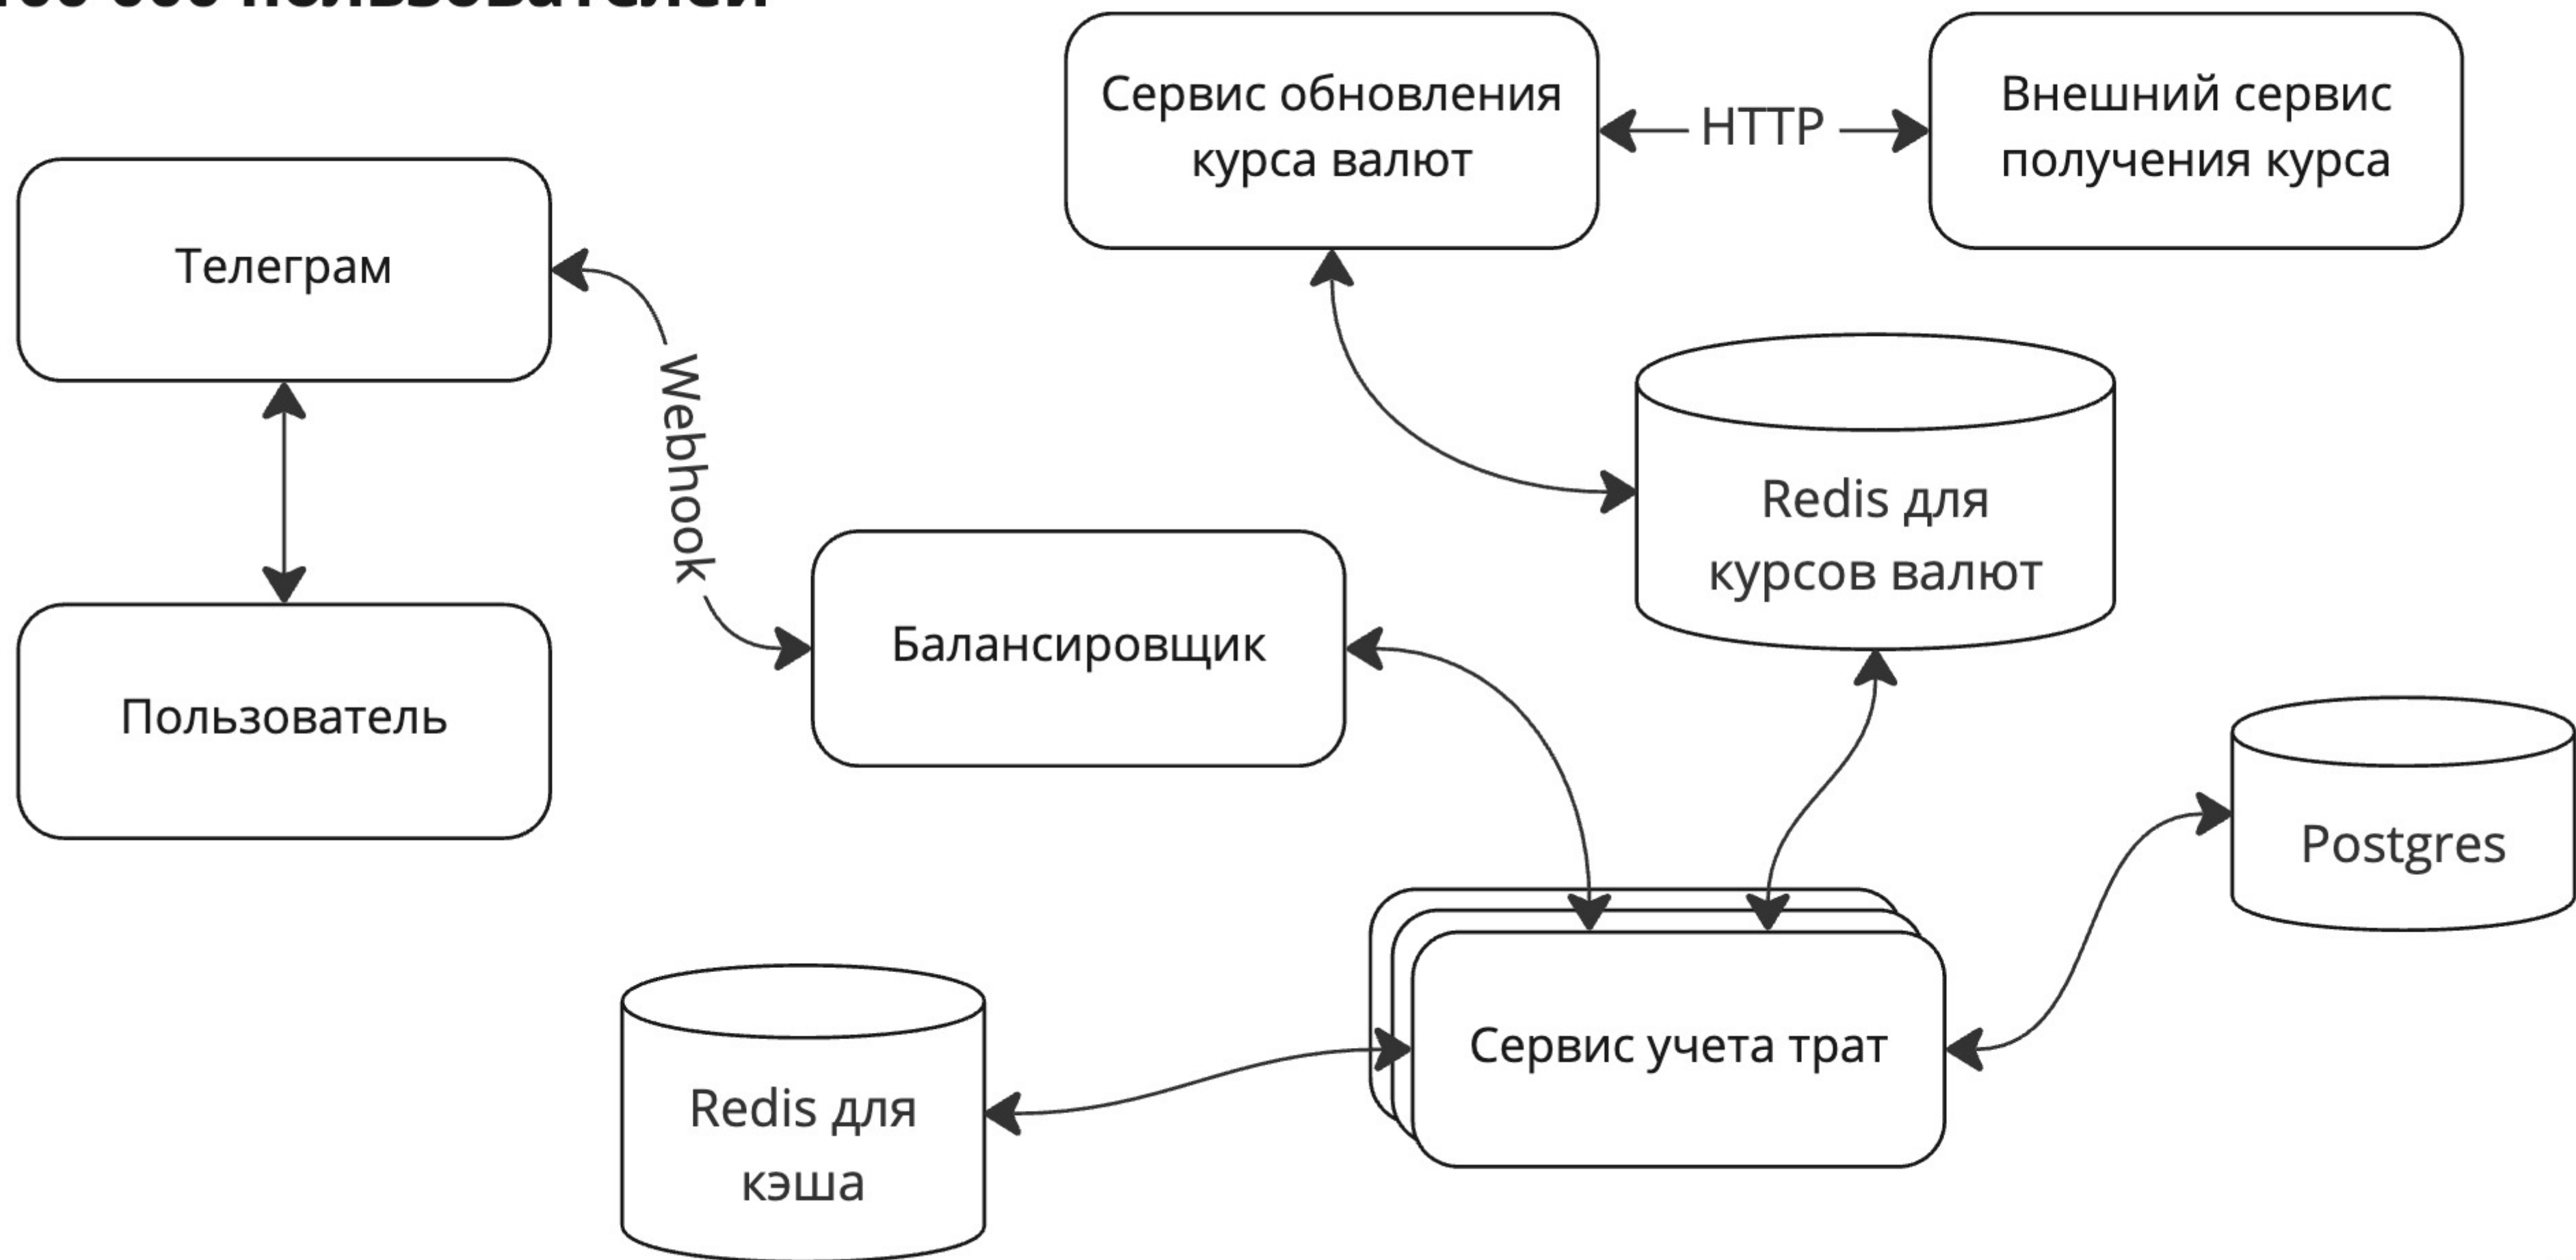 пользователей
Сервис обновления
курса валют
HTTP
Внешний сервис
получения курса
Телеграм
Webhook
Redis для
курсов валют
Балансировщик
Пользователь
Postgres
Сервис учета трат
Redis для
кэша